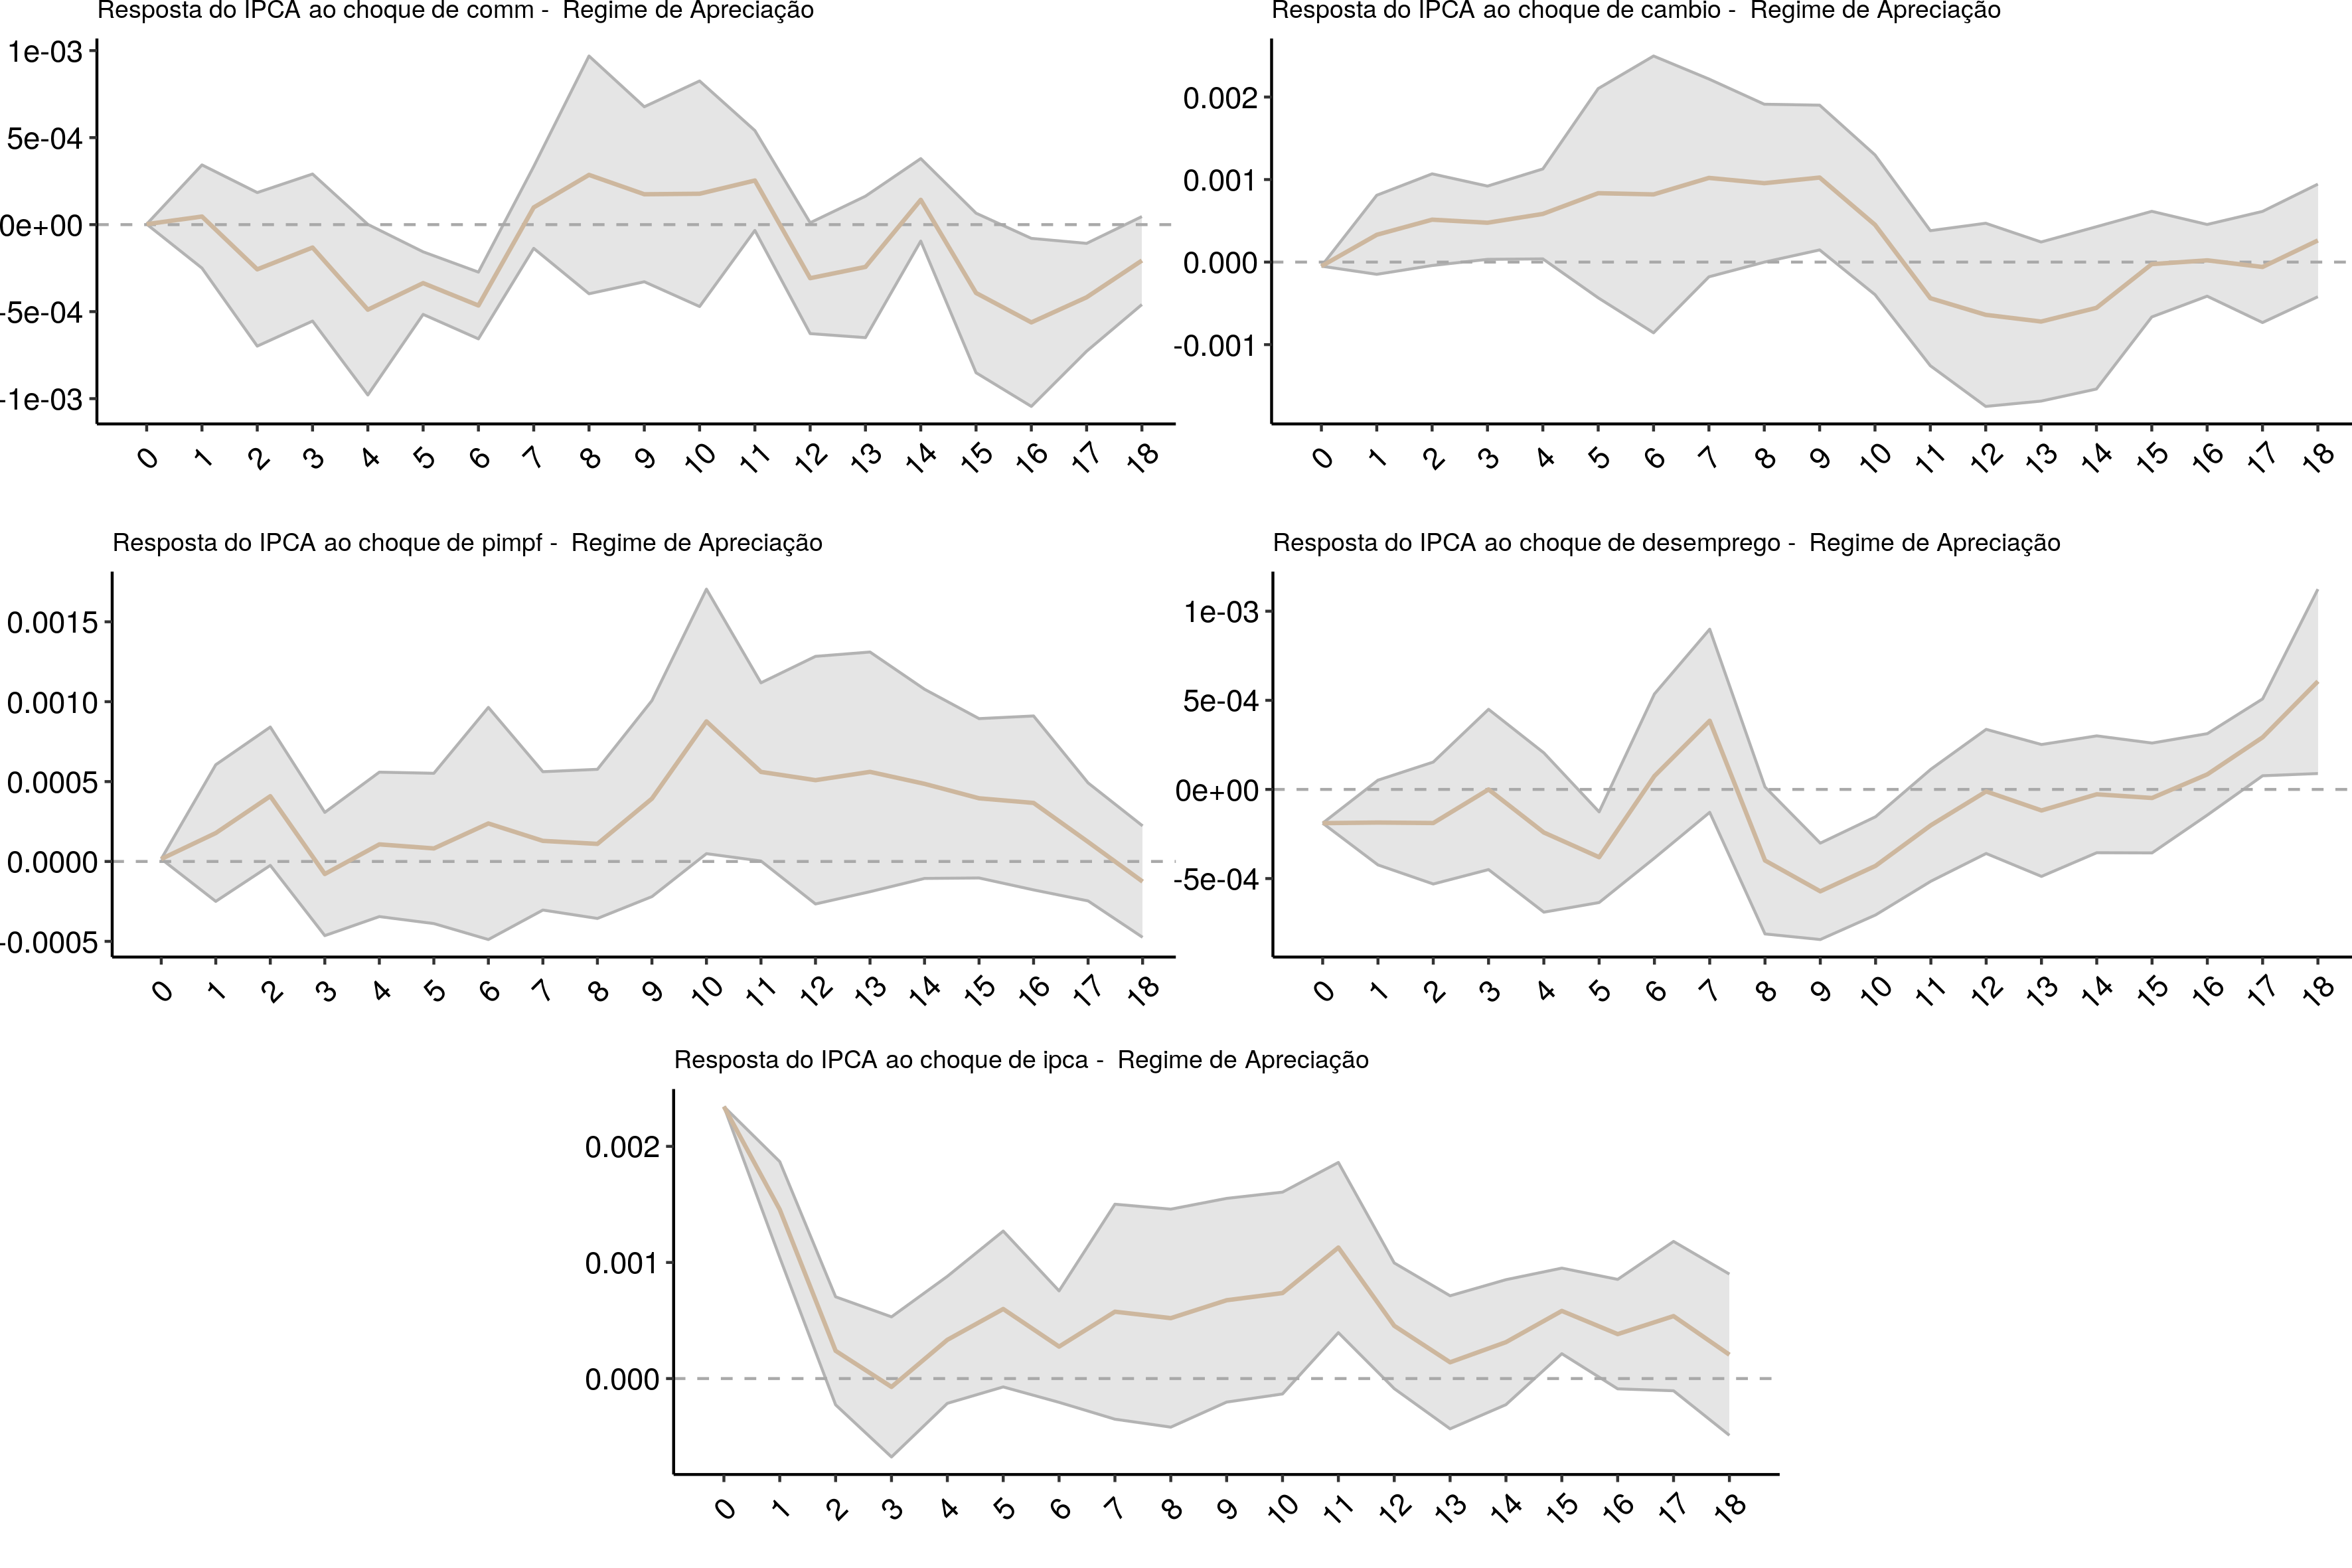 Resposta do IPCA ao choque de comm -  Regime de Apreciação
1e-03
5e-04
0e+00
-5e-04
-1e-03
0 1 2 3 4 5 6 7 8 9 10 11 12 13 14 15 16 17 18
Resposta do IPCA ao choque de cambio -  Regime de Apreciação
0.002
0.001
0.000
-0.001
0 1 2 3 4 5 6 7 8 9 10 11 12 13 14 15 16 17 18
Resposta do IPCA ao choque de pimpf -  Regime de Apreciação
0.0015
0.0010
0.0005
0.0000
-0.0005
0 1 2 3 4 5 6 7 8 9 10 11 12 13 14 15 16 17 18
Resposta do IPCA ao choque de desemprego -  Regime de Apreciação
1e-03
5e-04
0e+00
-5e-04
0 1 2 3 4 5 6 7 8 9 10 11 12 13 14 15 16 17 18
Resposta do IPCA ao choque de ipca -  Regime de Apreciação
0.002
0.001
0.000
0 1 2 3 4 5 6 7 8 9 10 11 12 13 14 15 16 17 18